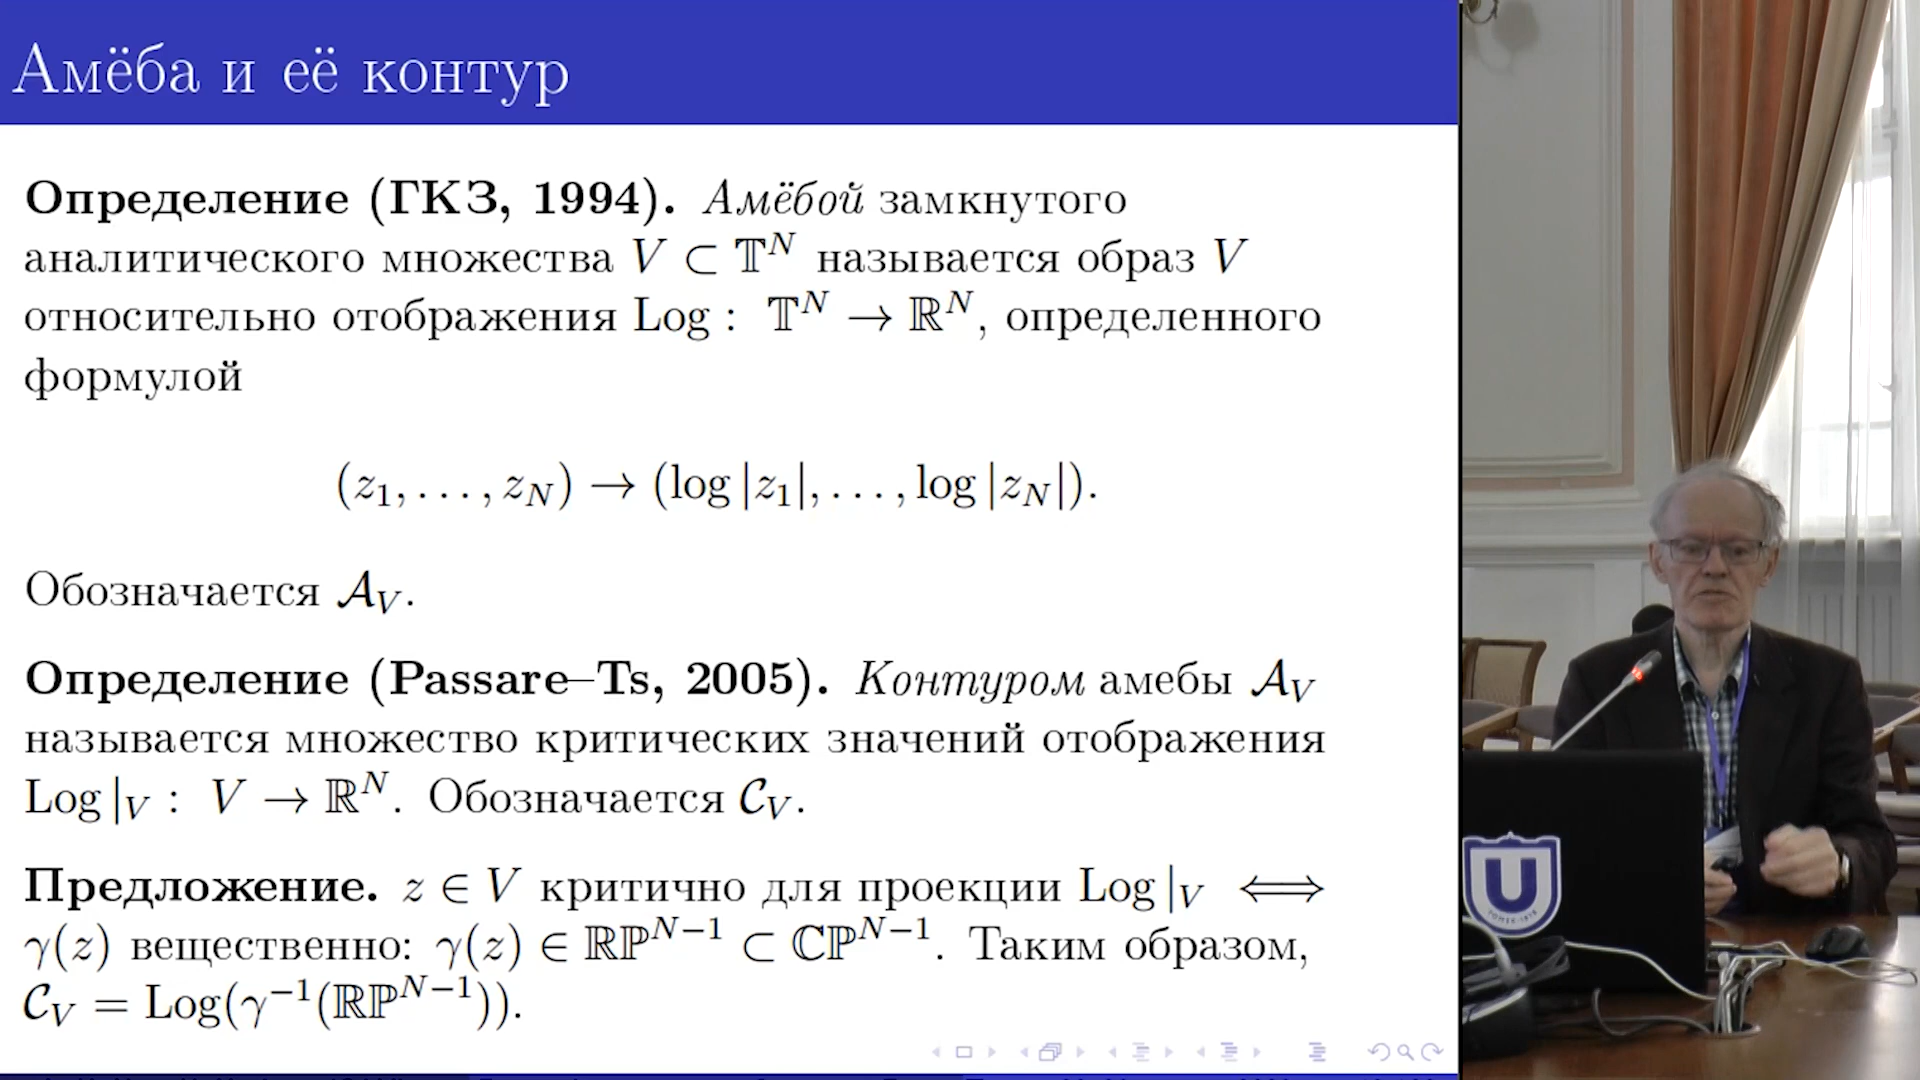 Амёба и её контур
Определение (ГКЗ, 1994). Амёбой замкнутого
аналитического множества V ⊂ 𝕋^N называется образ V
относительно отображения Log : 𝕋^N → ℝ^N, определенного
формулой
(z_1, . . . , z_N) → (log |z_1|, . . . , log |z_N|).
Обозначается 𝒜_V.
Определение (Passare–Ts, 2005). Контуром амебы 𝒜_V
называется множество критических значений отображения
Log |_V : V → ℝ^N. Обозначается 𝒞_V.
Предложение. z ∈ V критично для проекции Log |_V ⟺
γ(z) вещественно: γ(z) ∈ ℝℙ^{N−1} ⊂ ℂℙ^{N−1}. Таким образом,
𝒞_V = Log(γ^{−1}(ℝℙ^{N−1})).